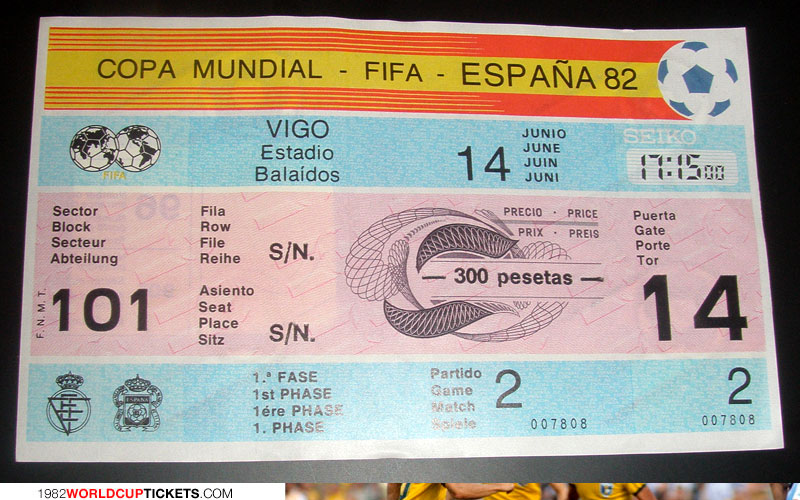 COPA MUNDIAL - FIFA - ESPAÑA 82
FIFA
VIGO
Estadio
Balaídos
14
JUNIO
JUNE
JUIN
JUNI
SEIKO
17:15 00
Sector
Block
Secteur
Abteilung
101
Fila
Row
File
Reihe
S/N.
Asiento
Seat
Place
Sitz
S/N.
PRECIO · PRICE
PRIX · PREIS
300 pesetas
Puerta
Gate
Porte
Tor
14
F. N. M. T.
ESPAÑA
1.ª FASE
1st PHASE
1ére PHASE
1. PHASE
Partido
Game
Match
Spiele
2
007808
2
007808
1982WORLDCUPTICKETS.COM